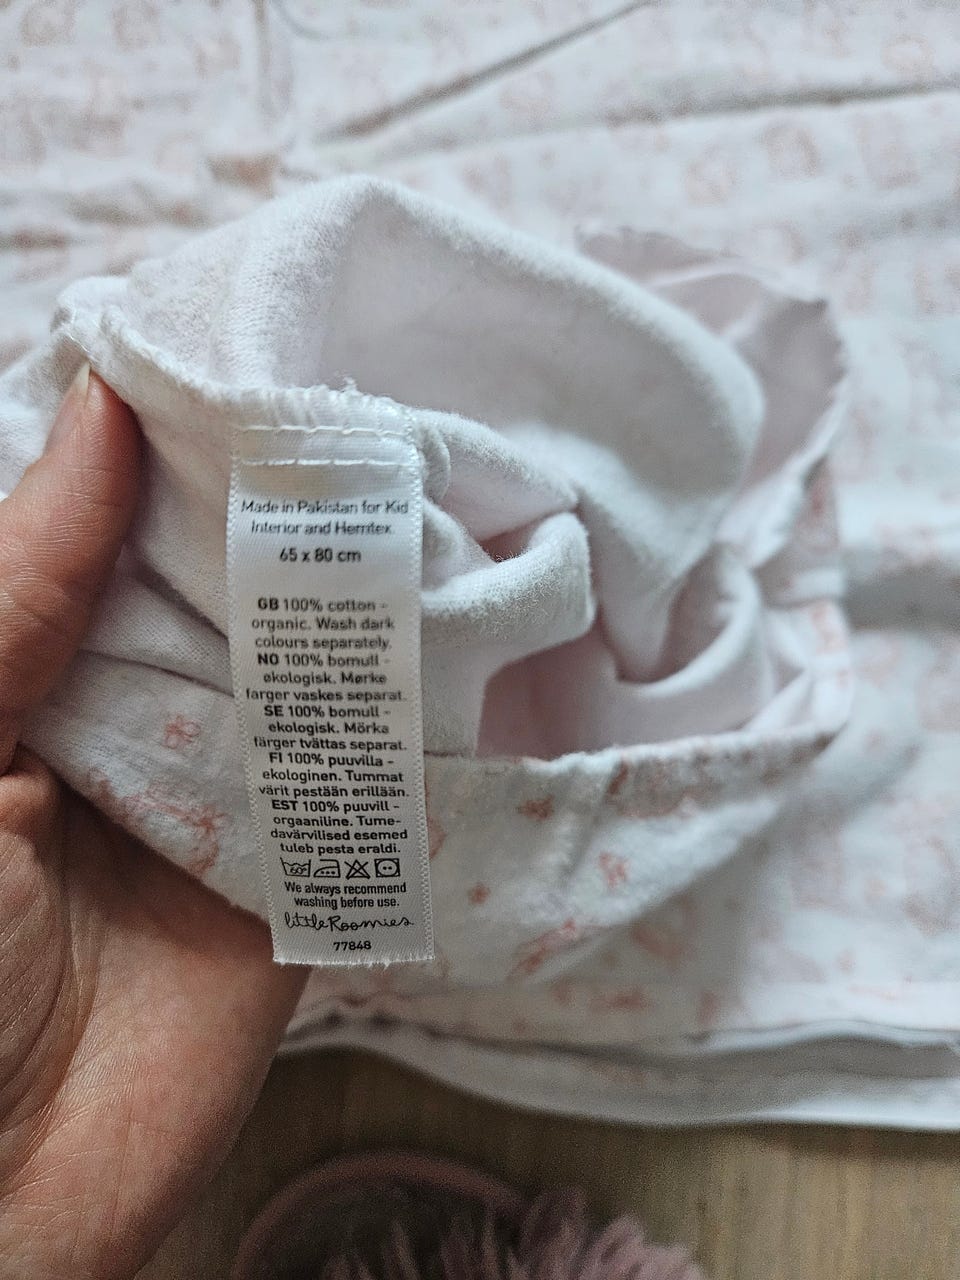 Made in Pakistan for Kid
Interior and Hemtex.
65 x 80 cm
GB 100% cotton -
organic. Wash dark
colours separately.
NO 100% bomull -
økologisk. Mørke
farger vaskes separat.
SE 100% bomull -
ekologisk. Mörka
färger tvättas separat.
FI 100% puuvilla -
ekologinen. Tummat
värit pestään erillään.
EST 100% puuvill -
orgaaniline. Tume-
davärvilised esemed
tuleb pesta eraldi.
60°
We always recommend
washing before use.
littleRoomies
77848